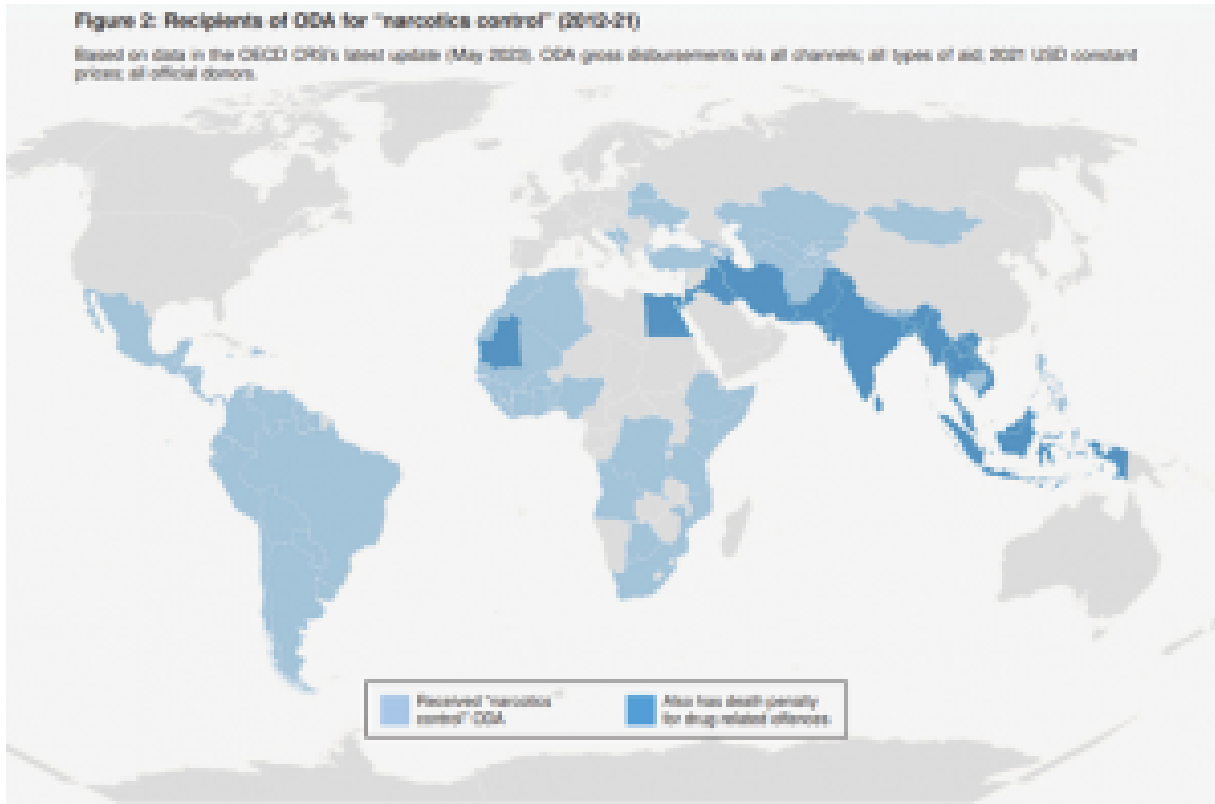 Figure 2: Recipients of ODA for “narcotics control” (2012-21)
Based on data in the OECD CRS's latest update (May 2023). ODA gross disbursements via all channels; all types of aid; 2021 USD constant
prices; all official donors.
Received “narcotics
control” ODA
Also has death penalty
for drug related offences